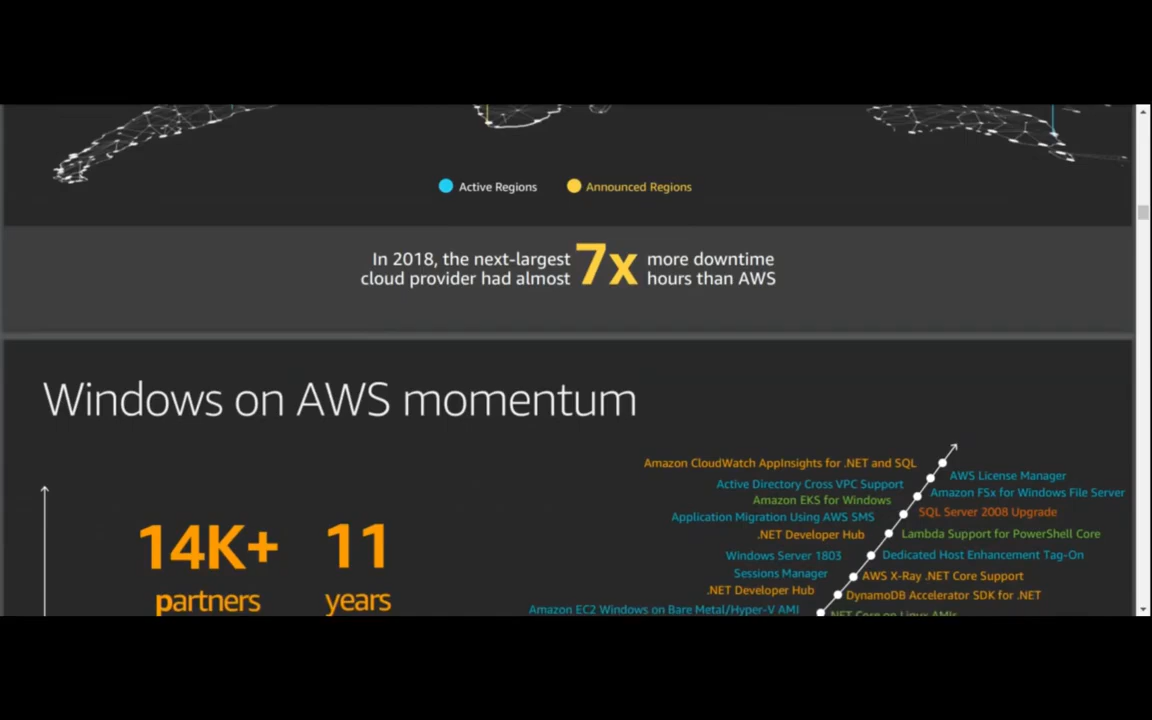 Active Regions
Announced Regions
In 2018, the next-largest
cloud provider had almost
7x
more downtime
hours than AWS
Windows on AWS momentum
14K+
partners
11
years
Amazon CloudWatch AppInsights for .NET and SQL
AWS License Manager
Active Directory Cross VPC Support
Amazon FSx for Windows File Server
Amazon EKS for Windows
SQL Server 2008 Upgrade
Application Migration Using AWS SMS
Lambda Support for PowerShell Core
.NET Developer Hub
Dedicated Host Enhancement Tag-On
Windows Server 1803
AWS X-Ray .NET Core Support
Sessions Manager
DynamoDB Accelerator SDK for .NET
.NET Developer Hub
Amazon EC2 Windows on Bare Metal/Hyper-V AMI
.NET Core on Linux AMIs